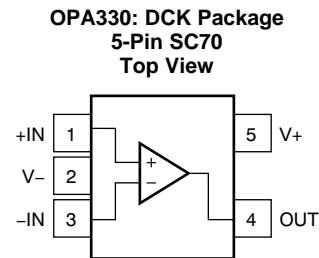 OPA330: DCK Package
5-Pin SC70
Top View
+IN 1 5 V+
+
V− 2 −
−IN 3 4 OUT